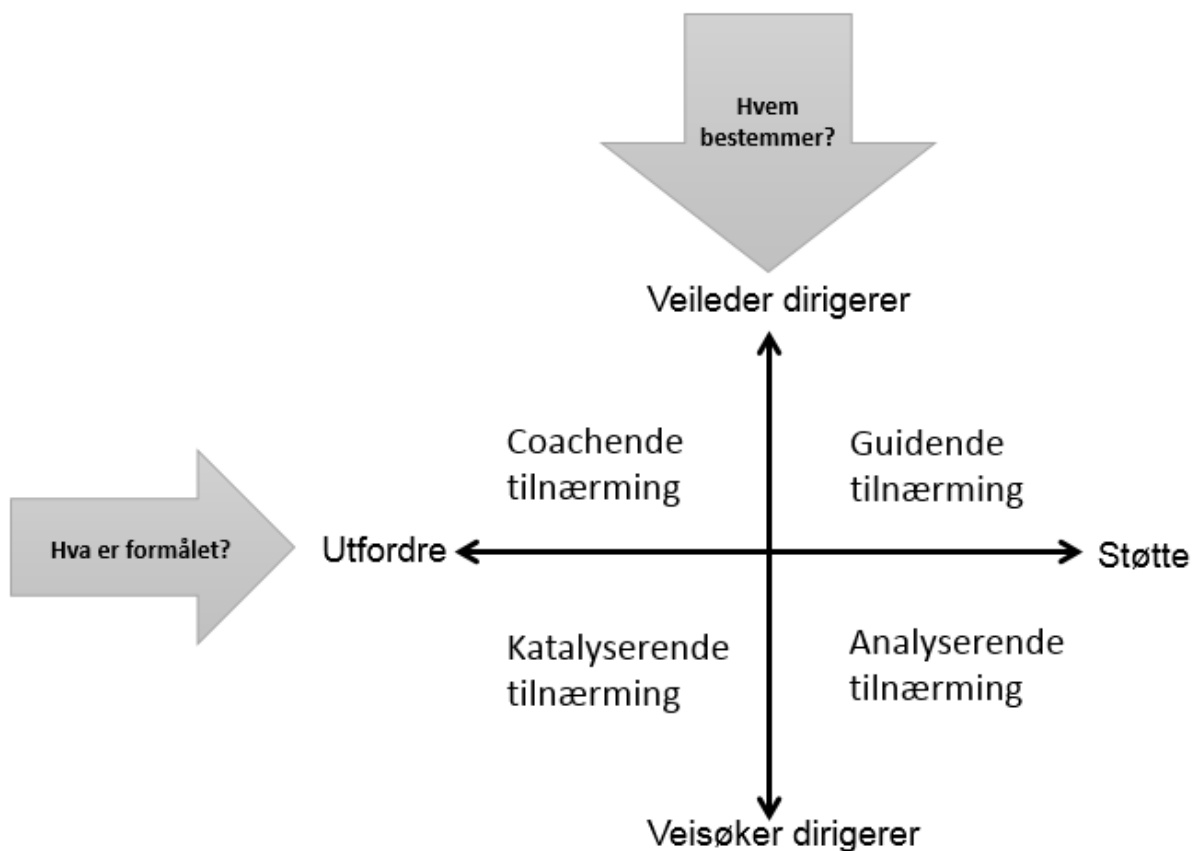 Hvem
bestemmer?
Veileder dirigerer
Coachende
tilnærming
Guidende
tilnærming
Hva er formålet?
Utfordre
Støtte
Katalyserende
tilnærming
Analyserende
tilnærming
Veisøker dirigerer